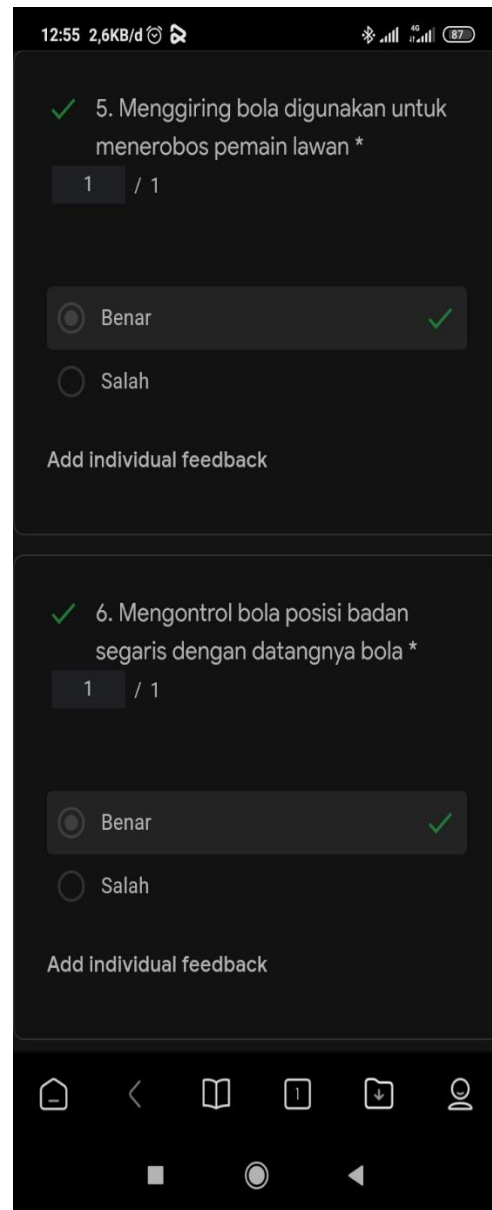 12:55 2,6KB/d 4G 87
5. Menggiring bola digunakan untuk
menerobos pemain lawan *
1 / 1
Benar
Salah
Add individual feedback
6. Mengontrol bola posisi badan
segaris dengan datangnya bola *
1 / 1
Benar
Salah
Add individual feedback
1